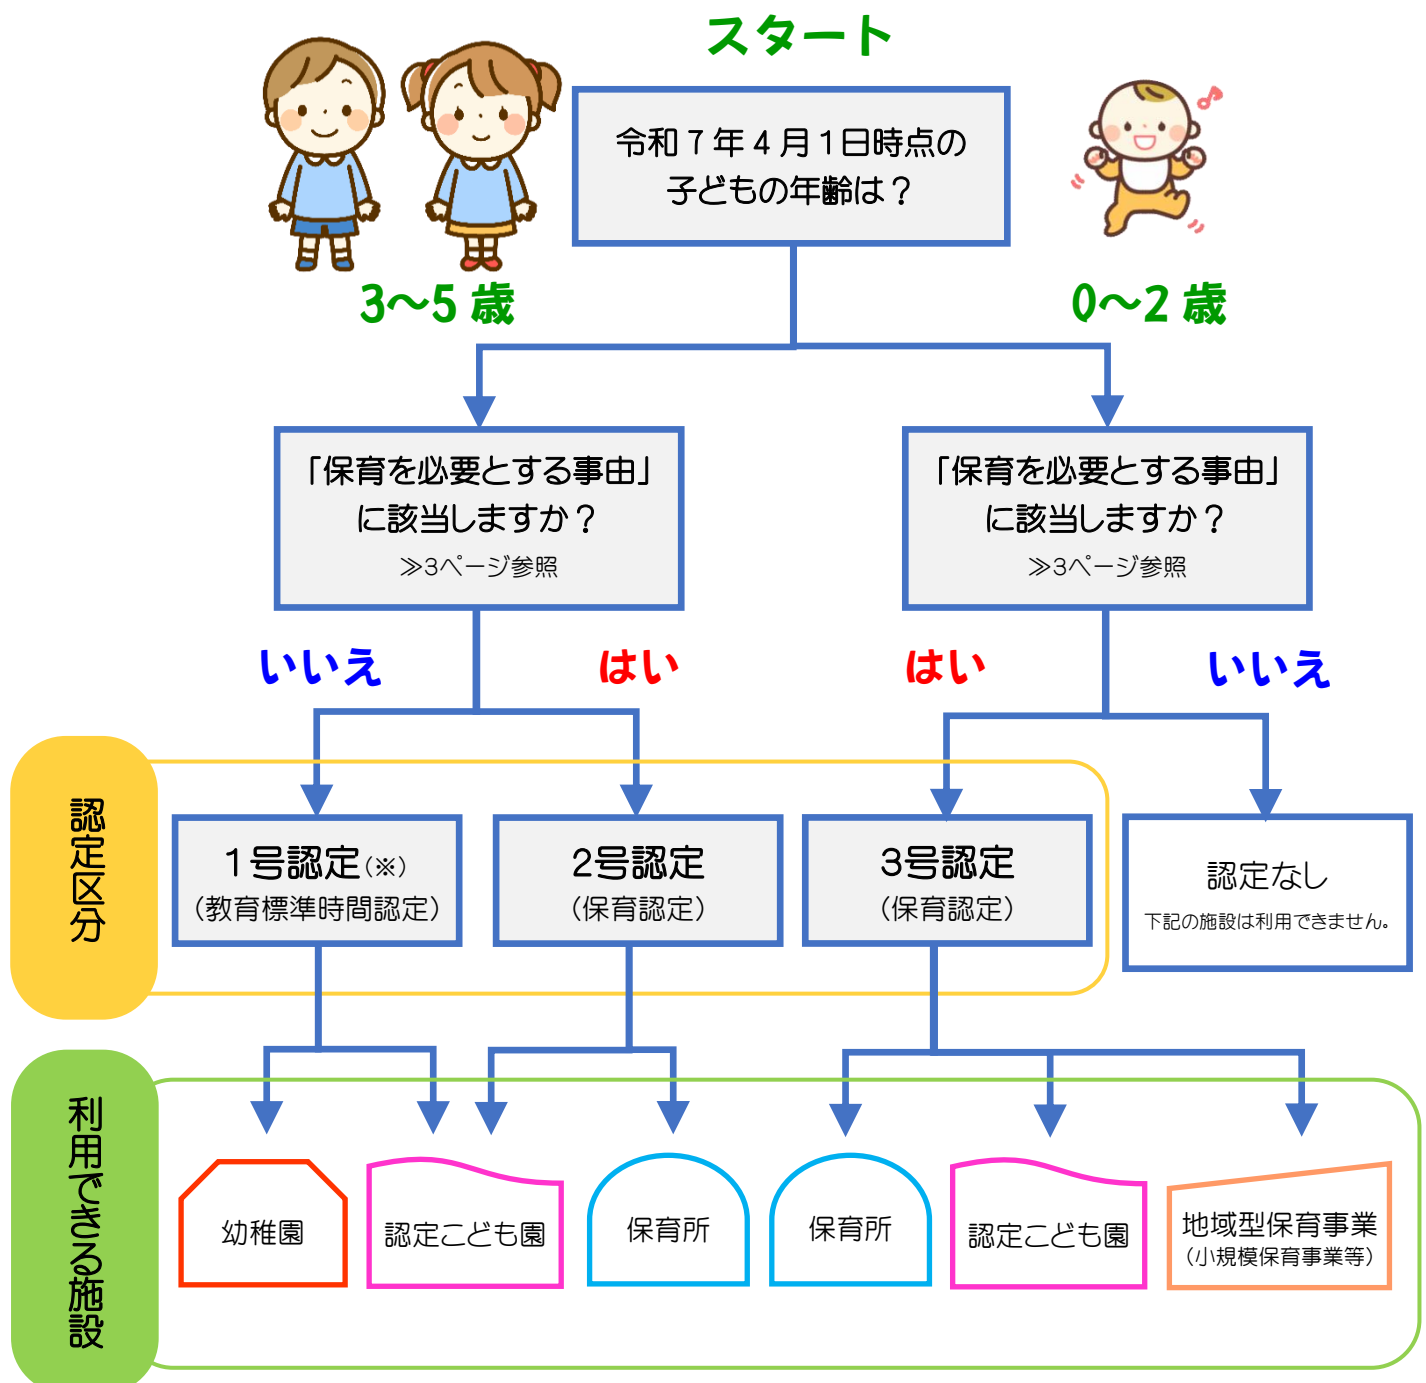 スタート
令和7年4月1日時点の
子どもの年齢は？
3～5歳
0～2歳
「保育を必要とする事由」
に該当しますか？
≫3ページ参照
「保育を必要とする事由」
に該当しますか？
≫3ページ参照
いいえ
はい
はい
いいえ
認定区分
1号認定（※）
（教育標準時間認定）
2号認定
（保育認定）
3号認定
（保育認定）
認定なし
下記の施設は利用できません。
利用できる施設
幼稚園
認定こども園
保育所
保育所
認定こども園
地域型保育事業
（小規模保育事業等）